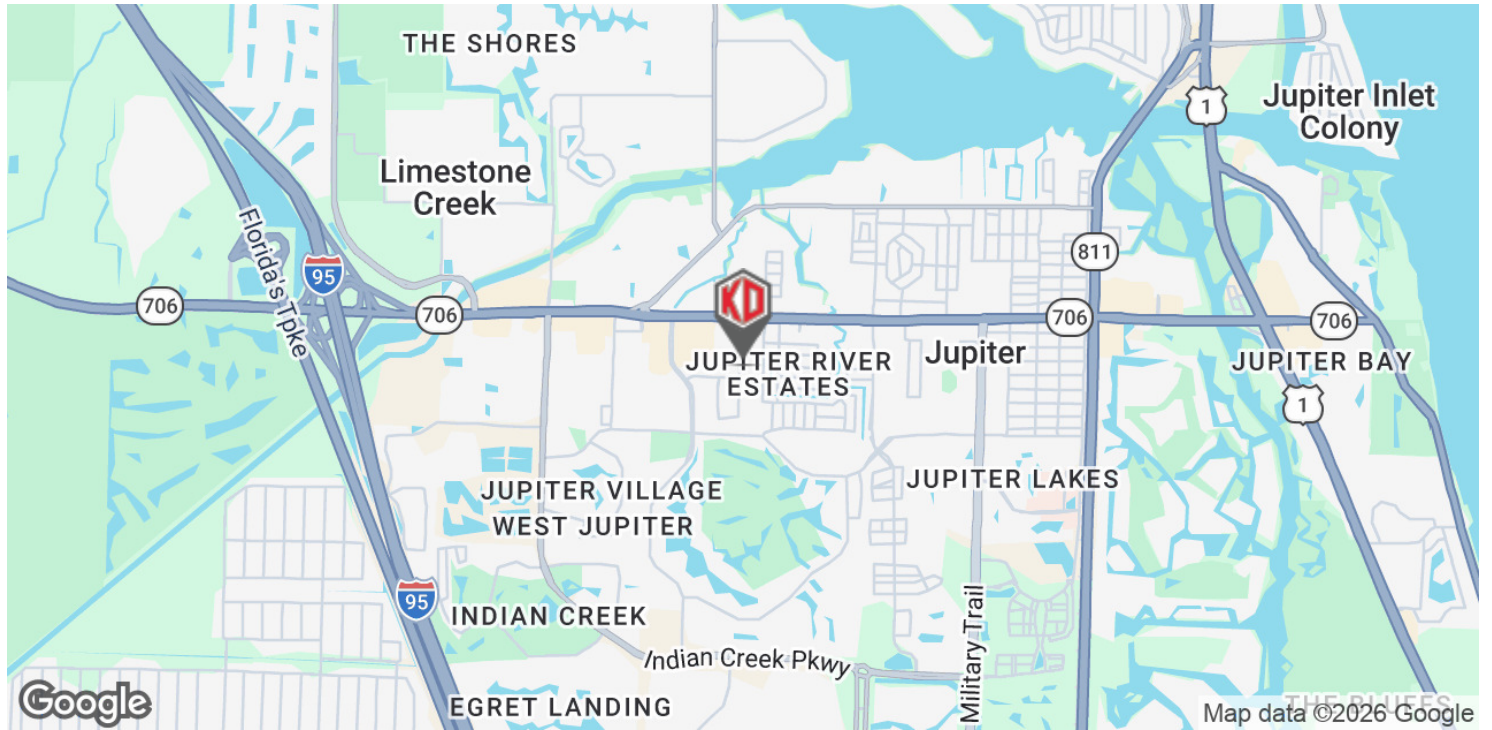 THE SHORES
Jupiter Inlet
Colony
1
Limestone
Creek
Florida's Tpke
95
811
706
706
KD
706
706
JUPITER RIVER
ESTATES
Jupiter
JUPITER BAY
1
JUPITER LAKES
JUPITER VILLAGE
WEST JUPITER
95
INDIAN CREEK
Military Trail
Indian Creek Pkwy
EGRET LANDING
THE BLUFFS
Google
Map data ©2026 Google